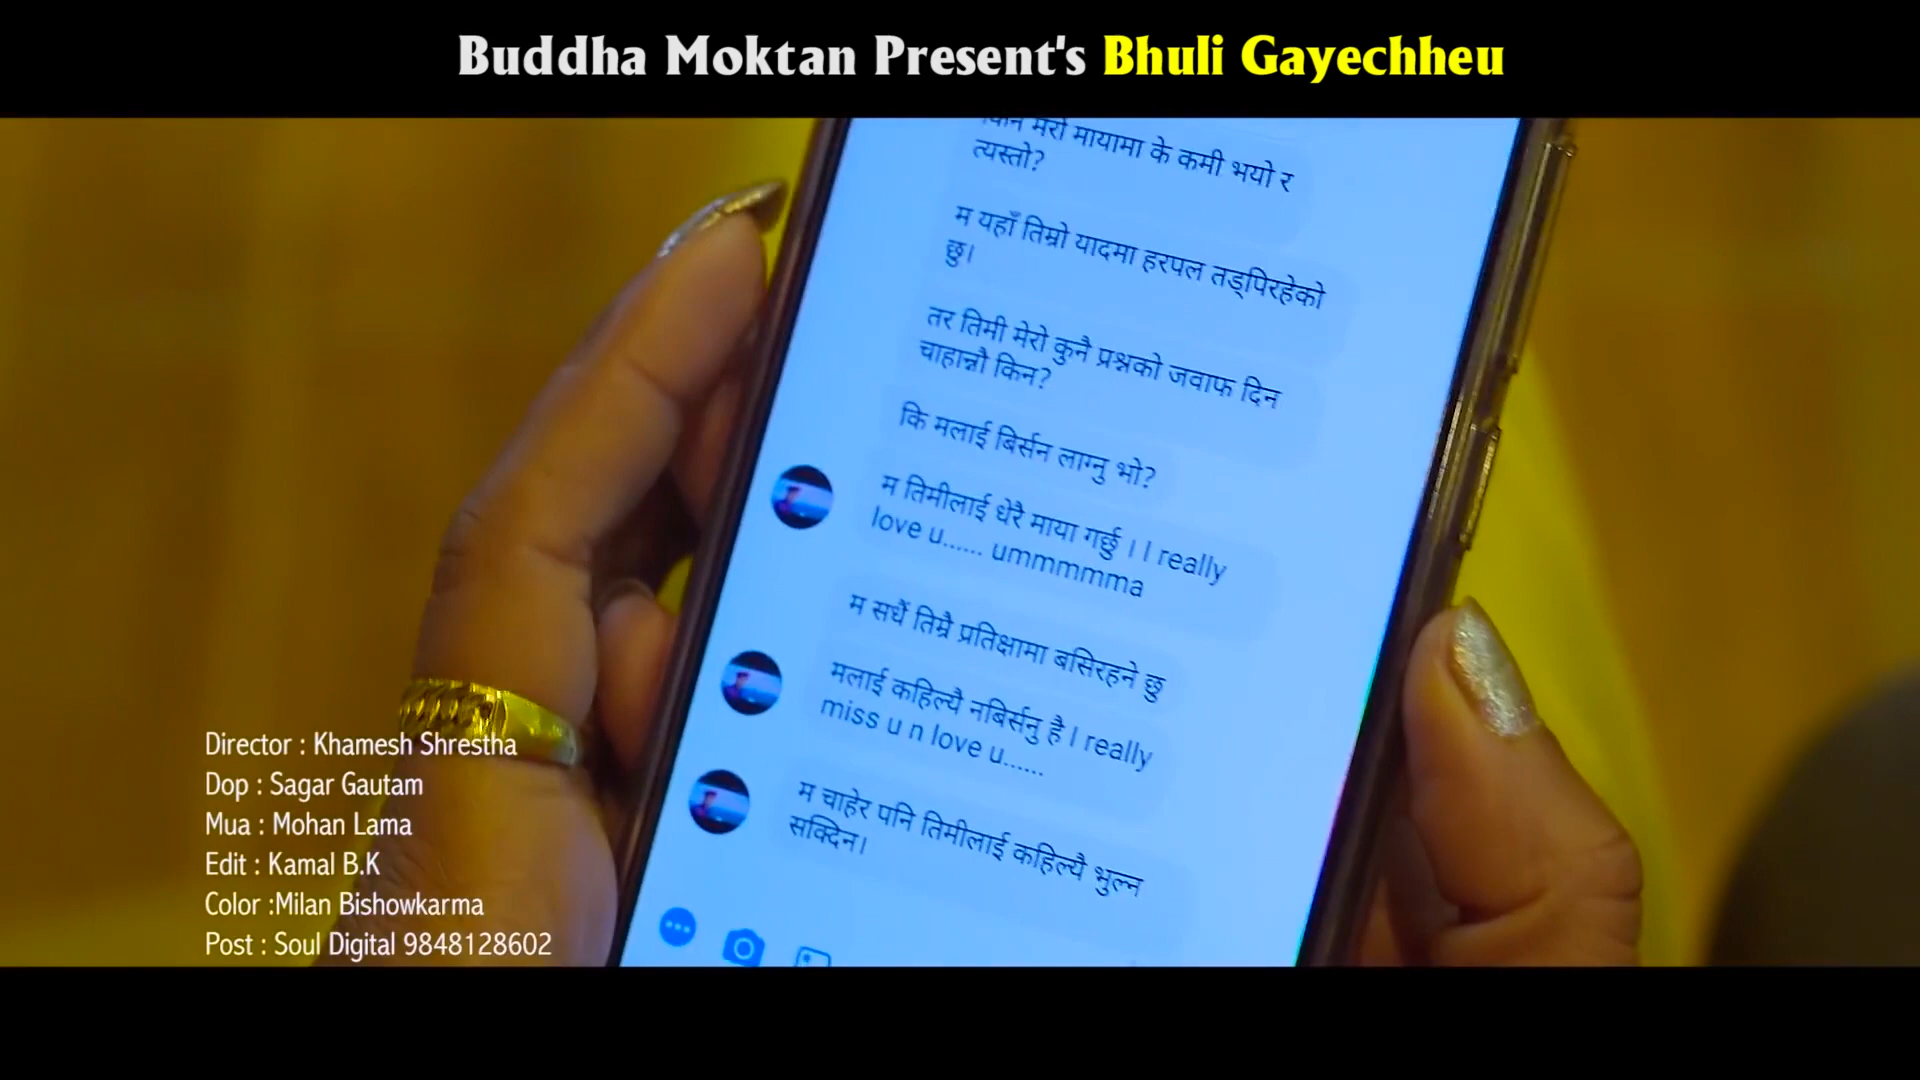 Buddha Moktan Present's Bhuli Gayechheu
मेरो मायामा के कमी भयो र
त्यस्तो?
म यहाँ तिम्रो यादमा हरपल तड्पिरहेको
छु।
तर तिमी मेरो कुनै प्रश्नको जवाफ दिन
चाहान्नौ किन?
कि मलाई बिर्सन लाग्नु भो?
म तिमीलाई धेरै माया गर्छु । I really
love u...... ummmmma
म सधैं तिम्रै प्रतिक्षामा बसिरहने छु
मलाई कहिल्यै नबिर्सनु है I really
miss u n love u......
म चाहेर पनि तिमीलाई कहिल्यै भुल्न
सक्दिन।
Director : Khamesh Shrestha
Dop : Sagar Gautam
Mua : Mohan Lama
Edit : Kamal B.K
Color :Milan Bishowkarma
Post : Soul Digital 9848128602